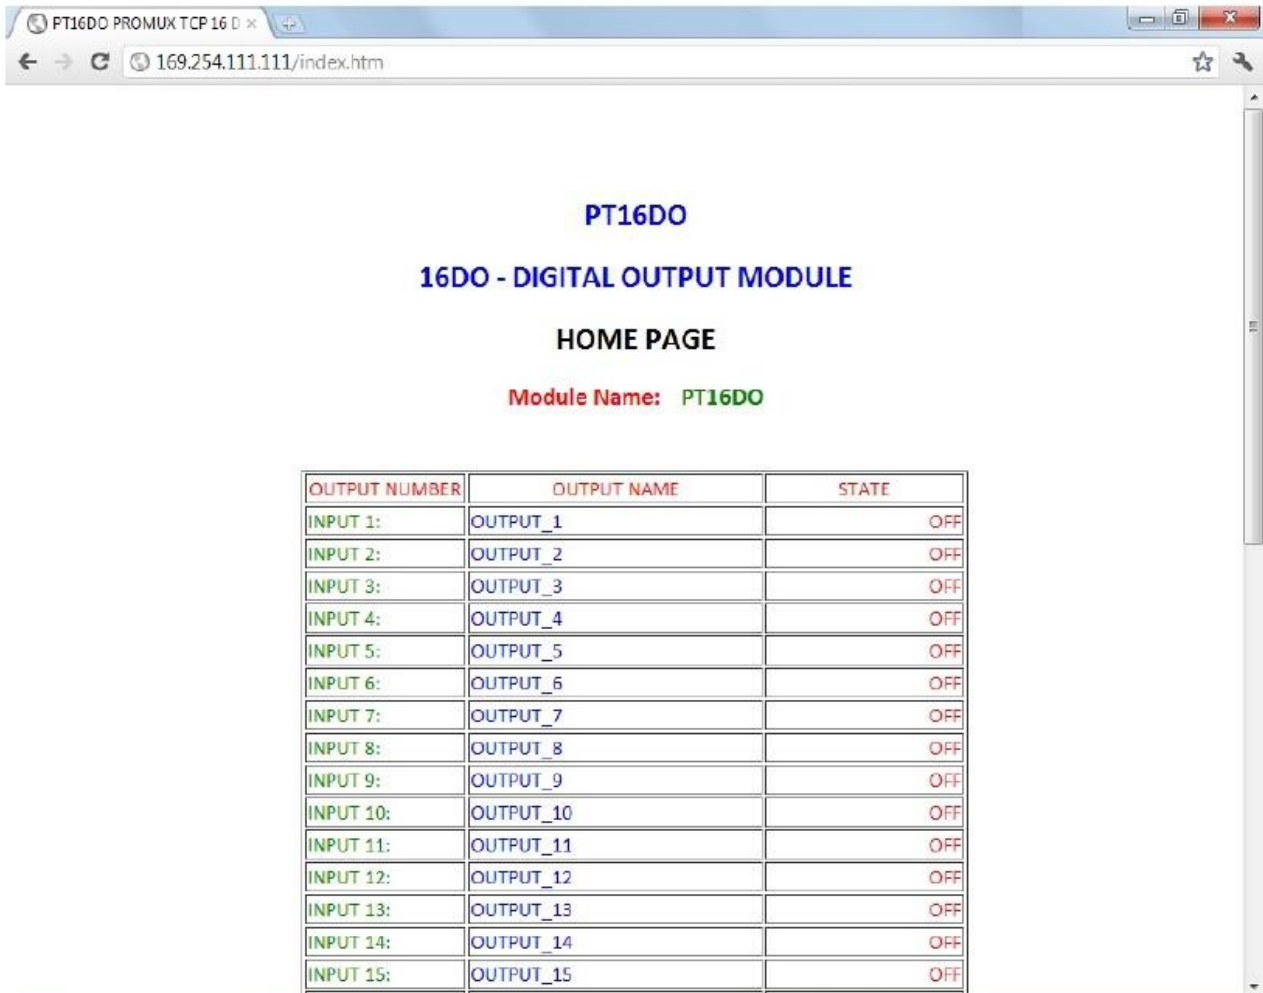 PT16DO PROMUX TCP 16 D
169.254.111.111/index.htm
PT16DO
16DO - DIGITAL OUTPUT MODULE
HOME PAGE
Module Name: PT16DO
OUTPUT NUMBER OUTPUT NAME STATE
INPUT 1: OUTPUT_1 OFF
INPUT 2: OUTPUT_2 OFF
INPUT 3: OUTPUT_3 OFF
INPUT 4: OUTPUT_4 OFF
INPUT 5: OUTPUT_5 OFF
INPUT 6: OUTPUT_6 OFF
INPUT 7: OUTPUT_7 OFF
INPUT 8: OUTPUT_8 OFF
INPUT 9: OUTPUT_9 OFF
INPUT 10: OUTPUT_10 OFF
INPUT 11: OUTPUT_11 OFF
INPUT 12: OUTPUT_12 OFF
INPUT 13: OUTPUT_13 OFF
INPUT 14: OUTPUT_14 OFF
INPUT 15: OUTPUT_15 OFF